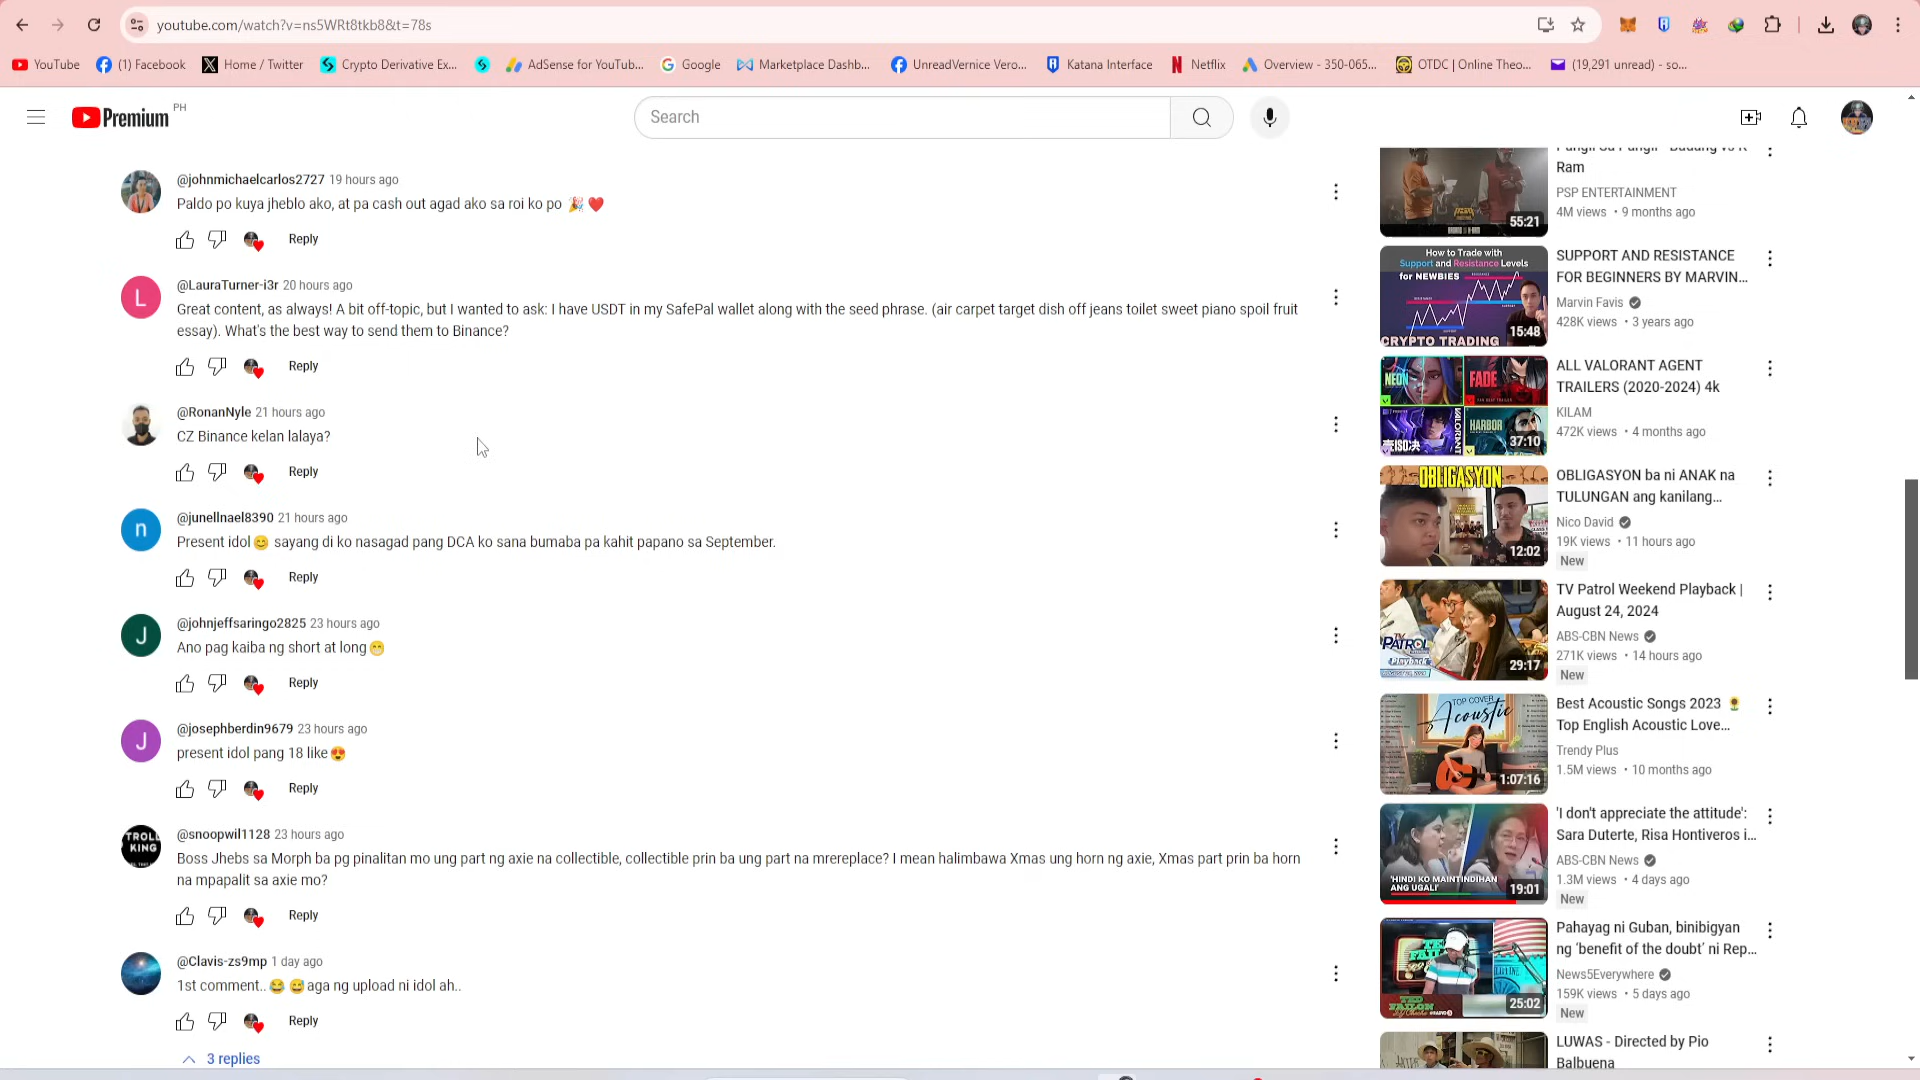 youtube.com/watch?v=ns5WRt8tkb8&t=78s
YouTube
(1) Facebook
Home / Twitter
Crypto Derivative Ex...
AdSense for YouTub...
Google
Marketplace Dashb...
UnreadVernice Vero...
Katana Interface
Netflix
Overview - 350-065...
OTDC | Online Theo...
(19,291 unread) - so...
Premium
PH
Search
@johnmichaelcarlos2727 19 hours ago
Paldo po kuya jheblo ako, at pa cash out agad ako sa roi ko po 🎉❤️
Reply
@LauraTurner-i3r 20 hours ago
Great content, as always! A bit off-topic, but I wanted to ask: I have USDT in my SafePal wallet along with the seed phrase. (air carpet target dish off jeans toilet sweet piano spoil fruit
essay). What's the best way to send them to Binance?
Reply
@RonanNyle 21 hours ago
CZ Binance kelan lalaya?
Reply
@junellnael8390 21 hours ago
Present idol😊 sayang di ko nasagad pang DCA ko sana bumaba pa kahit papano sa September.
Reply
@johnjeffsaringo2825 23 hours ago
Ano pag kaiba ng short at long😁
Reply
@josephberdin9679 23 hours ago
present idol pang 18 like😍
Reply
TROLL
KING
@snoopwil1128 23 hours ago
Boss Jhebs sa Morph ba pg pinalitan mo ung part ng axie na collectible, collectible prin ba ung part na mrereplace? I mean halimbawa Xmas ung horn ng axie, Xmas part prin ba horn
na mpapalit sa axie mo?
Reply
@Clavis-zs9mp 1 day ago
1st comment..😂😅aga ng upload ni idol ah..
Reply
3 replies
Ram
PSP ENTERTAINMENT
4M views • 9 months ago
55:21
How to Trade with
Support and Resistance Levels
for NEWBIES
CRYPTO TRADING
15:48
SUPPORT AND RESISTANCE
FOR BEGINNERS BY MARVIN...
Marvin Favis
428K views • 3 years ago
NEON
FADE
HARBOR
37:10
ALL VALORANT AGENT
TRAILERS (2020-2024) 4k
KILAM
472K views • 4 months ago
OBLIGASYON
12:02
OBLIGASYON ba ni ANAK na
TULUNGAN ang kanilang...
Nico David
19K views • 11 hours ago
New
TV PATROL
Playback
29:17
TV Patrol Weekend Playback |
August 24, 2024
ABS-CBN News
271K views • 14 hours ago
New
TOP COVER
Acoustic
1:07:16
Best Acoustic Songs 2023 🌻
Top English Acoustic Love...
Trendy Plus
1.5M views • 10 months ago
'HINDI KO MAINTINDIHAN
ANG UGALI'
19:01
'I don't appreciate the attitude':
Sara Duterte, Risa Hontiveros i...
ABS-CBN News
1.3M views • 4 days ago
New
TED
FAILON
25:02
Pahayag ni Guban, binibigyan
ng 'benefit of the doubt' ni Rep...
News5Everywhere
159K views • 5 days ago
New
LUWAS - Directed by Pio
Balbuena